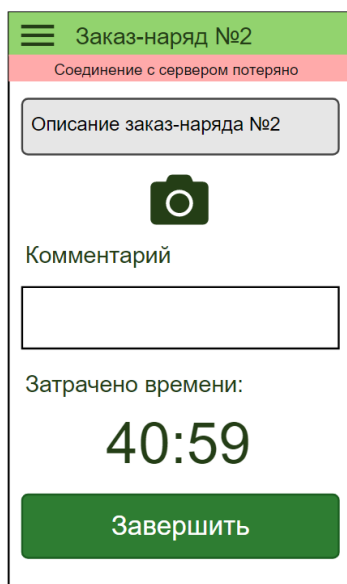 Заказ-наряд №2
Соединение с сервером потеряно
Описание заказ-наряда №2
Комментарий
Затрачено времени:
40:59
Завершить